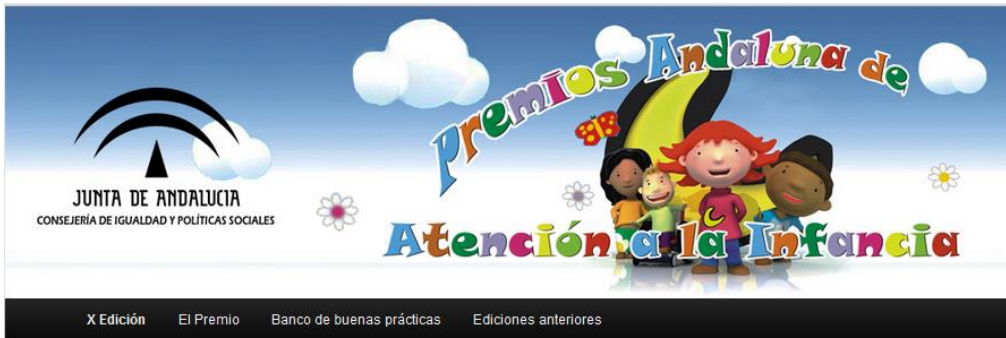 JUNTA DE ANDALUCIA
CONSEJERÍA DE IGUALDAD Y POLÍTICAS SOCIALES
Premios Andaluna de
Atención a la Infancia
X Edición El Premio Banco de buenas prácticas Ediciones anteriores